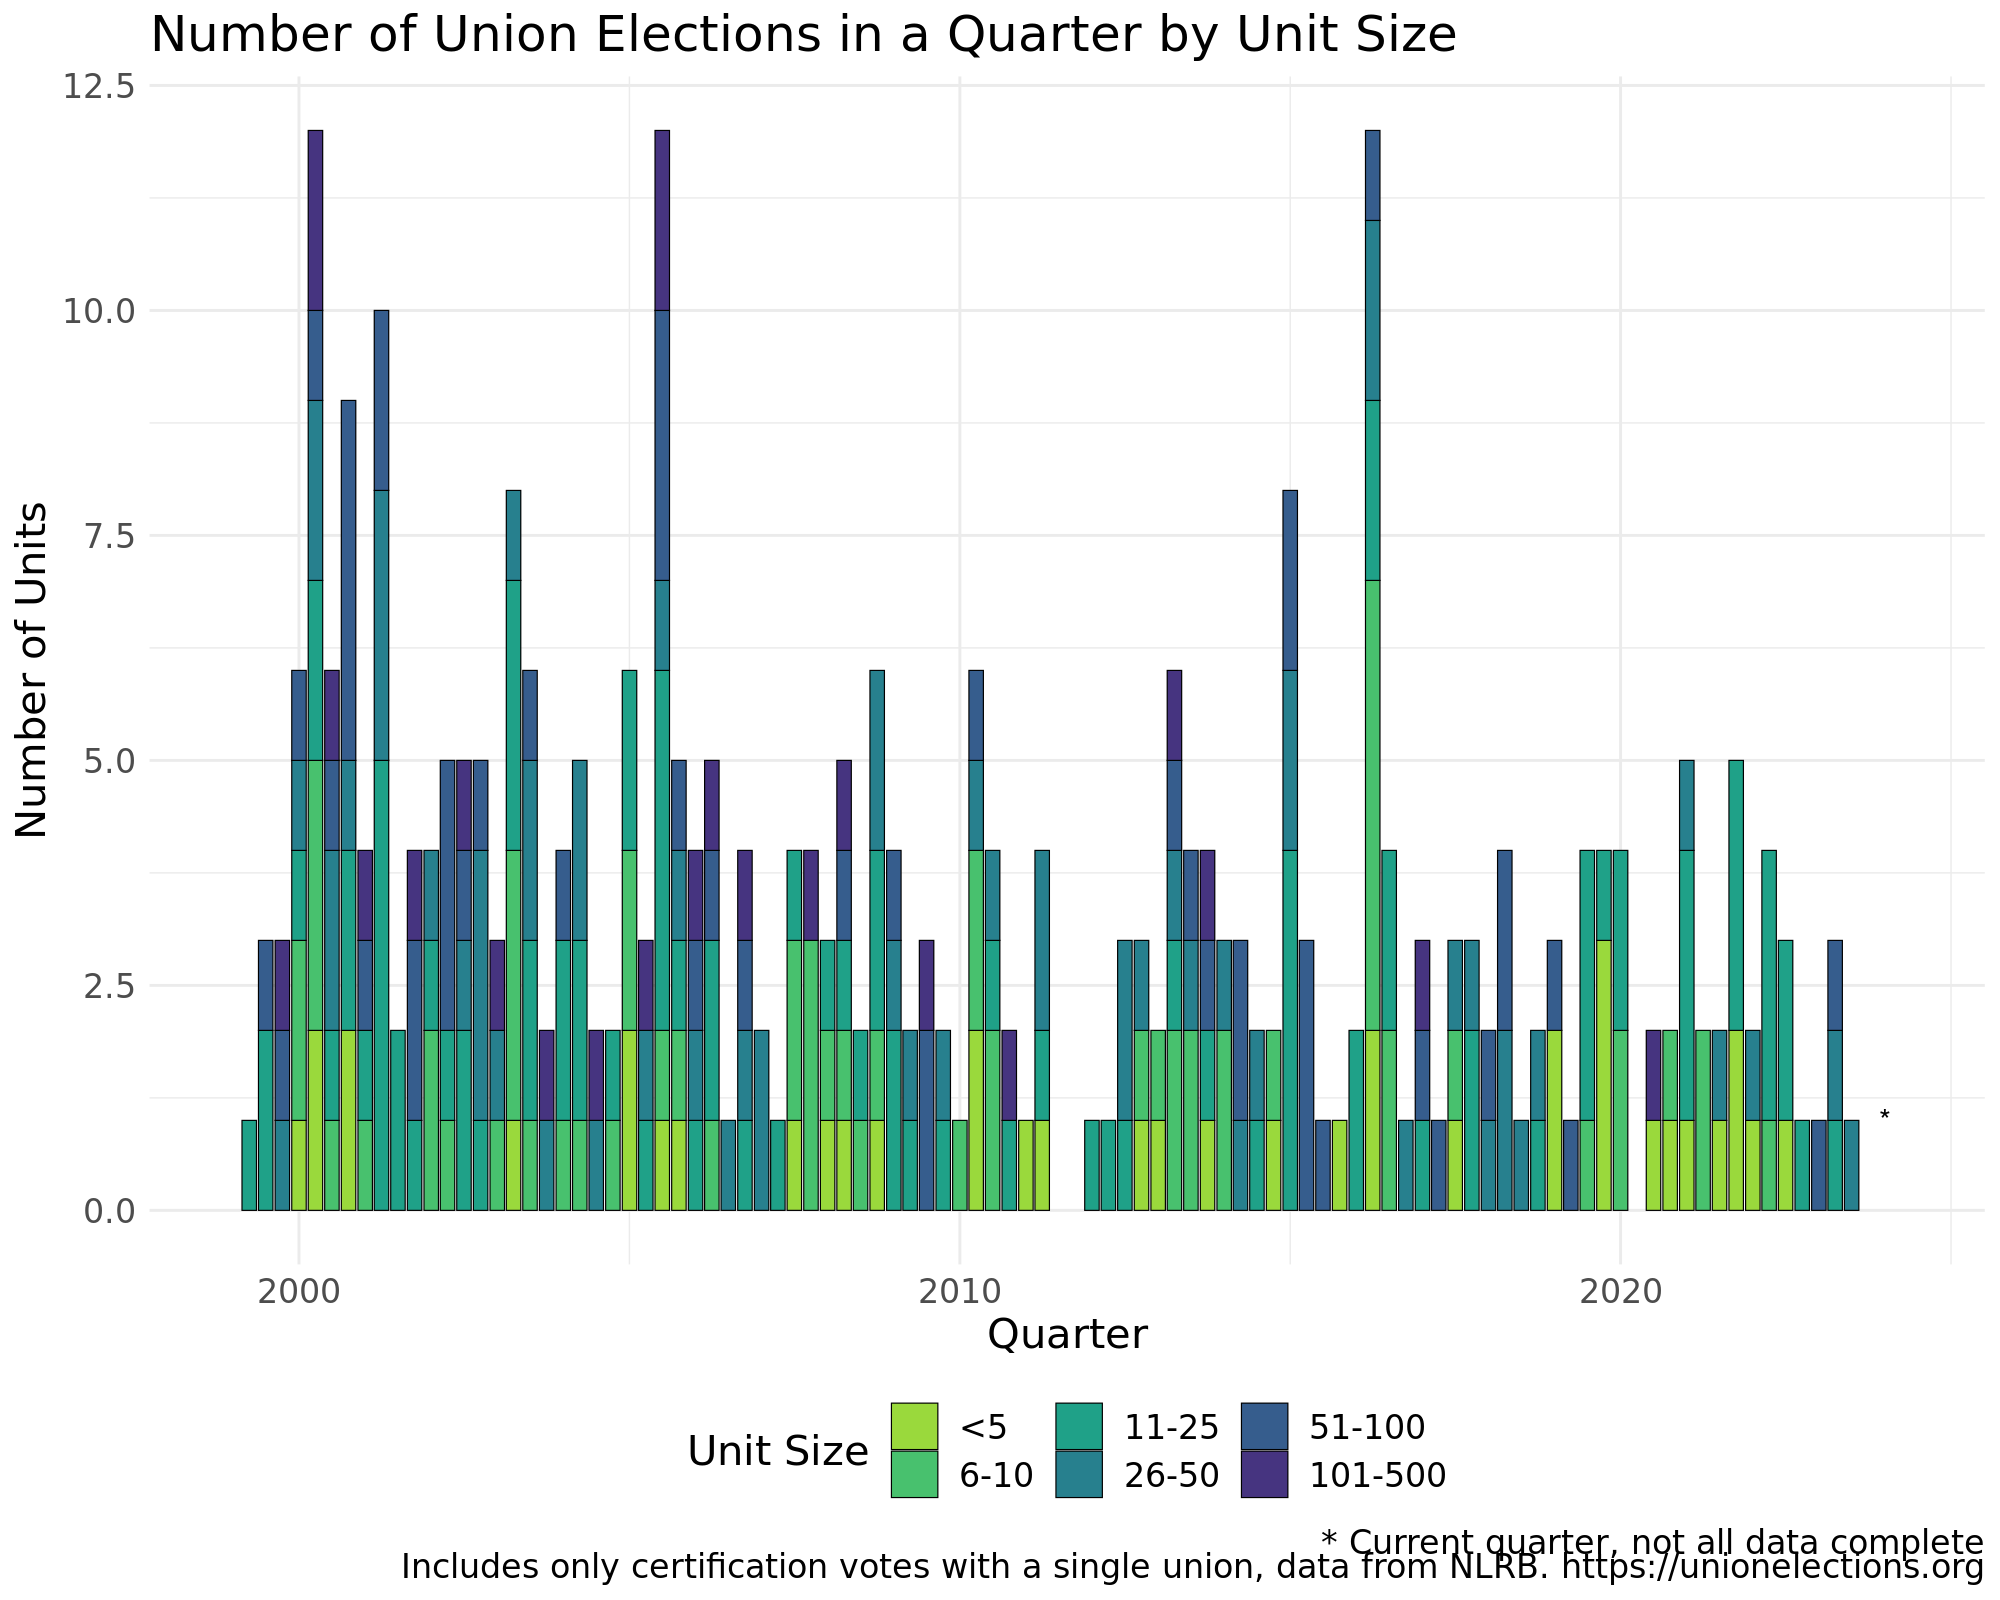 Number of Union Elections in a Quarter by Unit Size
12.5
10.0
7.5
5.0
2.5
0.0
Number of Units
*
2000 2010 2020
Quarter
Unit Size
<5 11-25 51-100
6-10 26-50 101-500
* Current quarter, not all data complete
Includes only certification votes with a single union, data from NLRB. https://unionelections.org